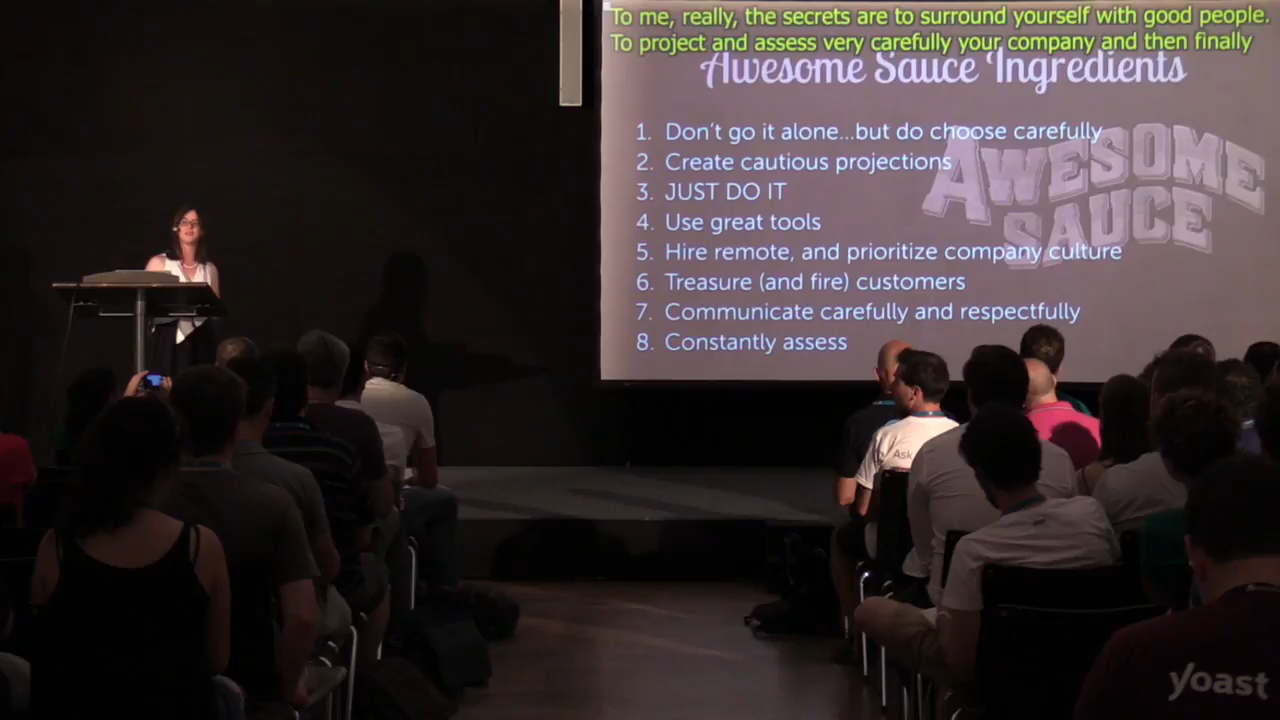 To me, really, the secrets are to surround yourself with good people.
To project and assess very carefully your company and then finally
Awesome Sauce Ingredients
1. Don't go it alone...but do choose carefully
2. Create cautious projections
3. JUST DO IT
4. Use great tools
5. Hire remote, and prioritize company culture
6. Treasure (and fire) customers
7. Communicate carefully and respectfully
8. Constantly assess
AWESOME
SAUCE
Ask
yoast